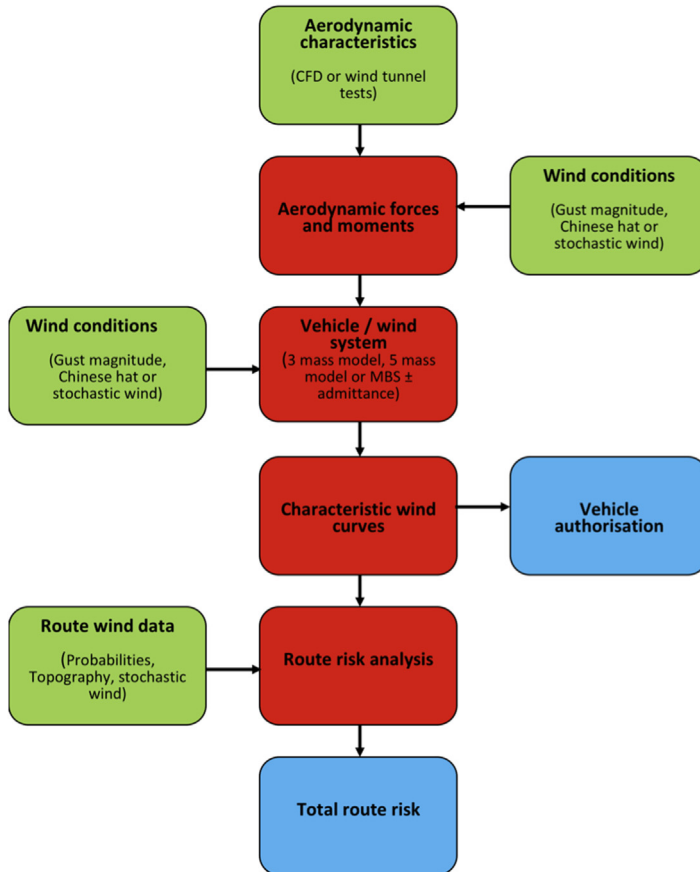 Aerodynamic
characteristics
(CFD or wind tunnel
tests)
Aerodynamic forces
and moments
Wind conditions
(Gust magnitude,
Chinese hat or
stochastic wind)
Wind conditions
(Gust magnitude,
Chinese hat or
stochastic wind)
Vehicle / wind
system
(3 mass model, 5 mass
model or MBS ±
admittance)
Characteristic wind
curves
Vehicle
authorisation
Route wind data
(Probabilities,
Topography, stochastic
wind)
Route risk analysis
Total route risk